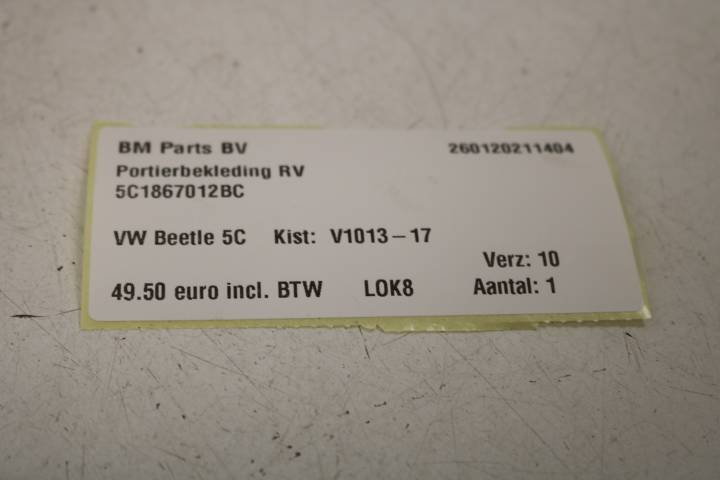 BM Parts BV 260120211404
Portierbekleding RV
5C1867012BC
VW Beetle 5C Kist: V1013-17
Verz: 10
49.50 euro incl. BTW LOK8 Aantal: 1